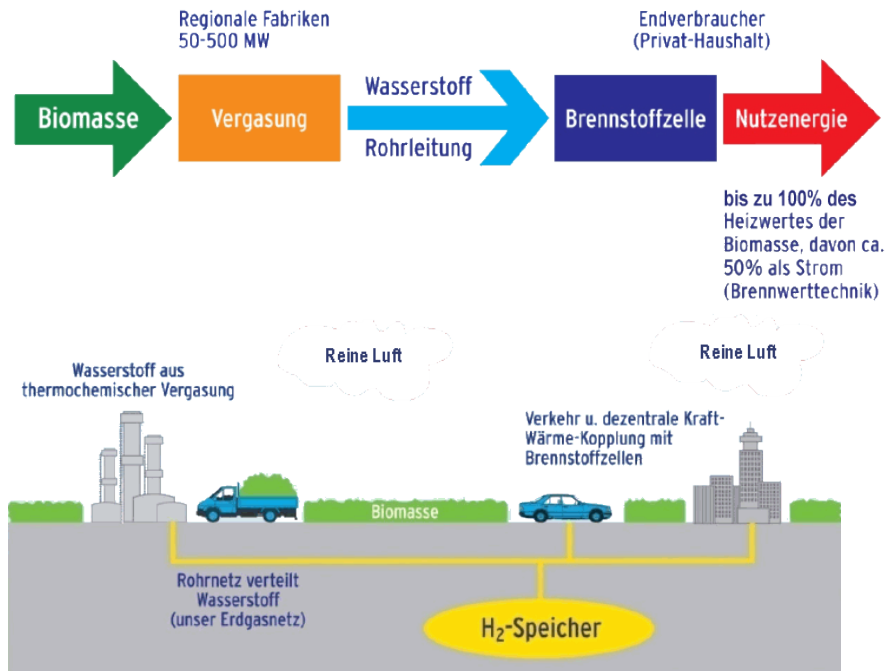 Regionale Fabriken
50-500 MW
Endverbraucher
(Privat-Haushalt)
Biomasse
Vergasung
Wasserstoff
Rohrleitung
Brennstoffzelle
Nutzenergie
bis zu 100% des
Heizwertes der
Biomasse, davon ca.
50% als Strom
(Brennwerttechnik)
Reine Luft
Reine Luft
Wasserstoff aus
thermochemischer Vergasung
Verkehr u. dezentrale Kraft-
Wärme-Kopplung mit
Brennstoffzellen
Biomasse
Rohrnetz verteilt
Wasserstoff
(unser Erdgasnetz)
H₂-Speicher